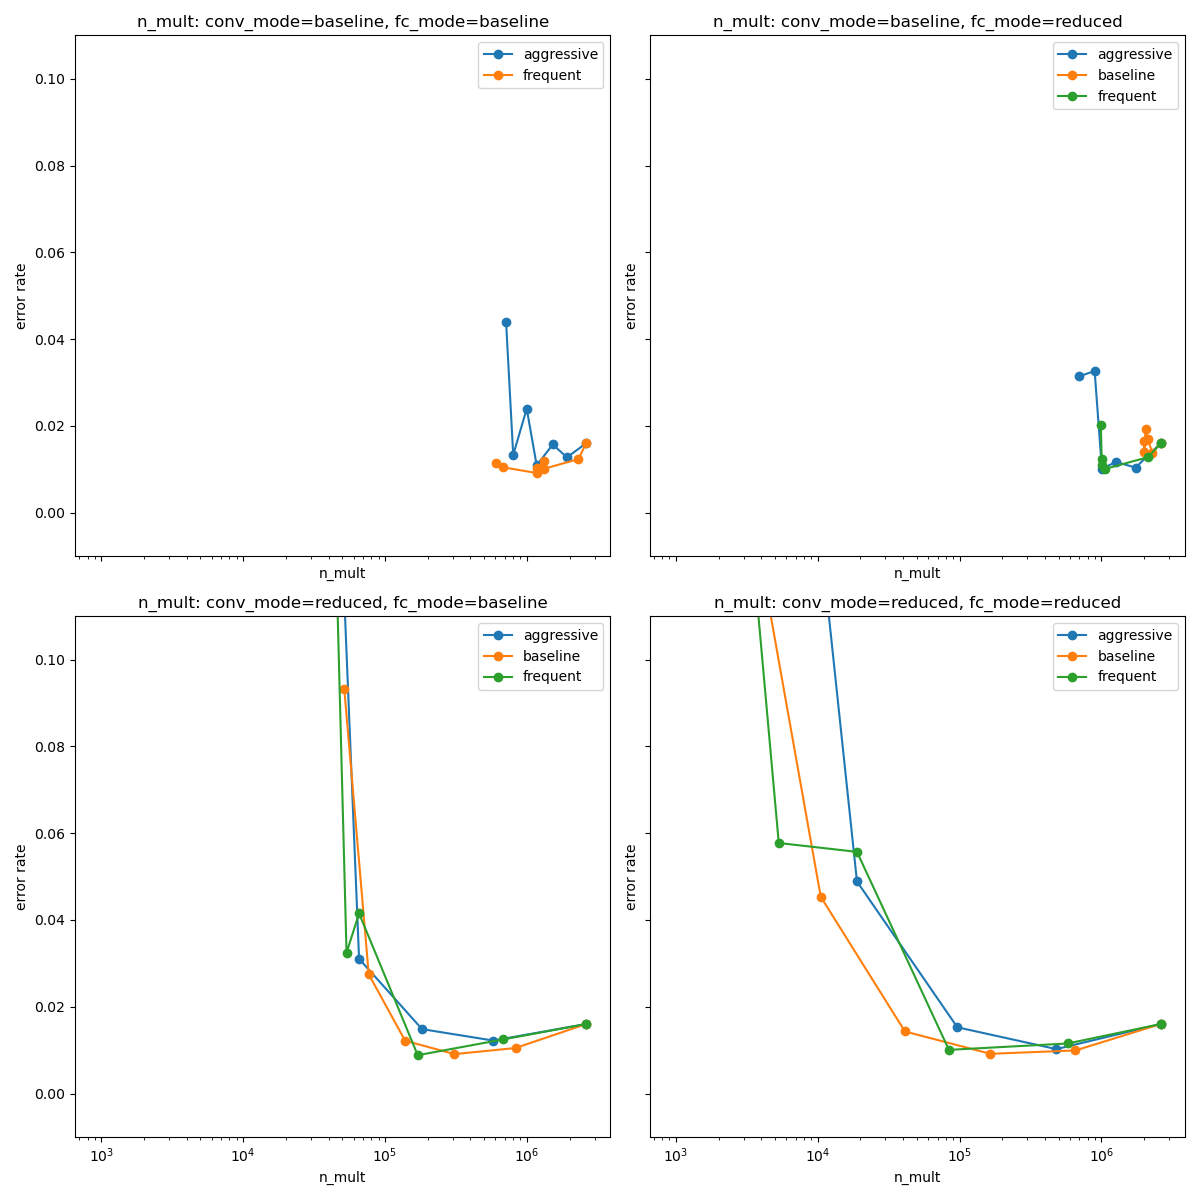 n_mult: conv_mode=baseline, fc_mode=baseline
aggressive
frequent
0.10
0.08
0.06
0.04
0.02
0.00
error rate
n_mult
n_mult: conv_mode=baseline, fc_mode=reduced
aggressive
baseline
frequent
error rate
n_mult
n_mult: conv_mode=reduced, fc_mode=baseline
aggressive
baseline
frequent
0.10
0.08
0.06
0.04
0.02
0.00
error rate
10³ 10⁴ 10⁵ 10⁶
n_mult
n_mult: conv_mode=reduced, fc_mode=reduced
aggressive
baseline
frequent
error rate
10³ 10⁴ 10⁵ 10⁶
n_mult